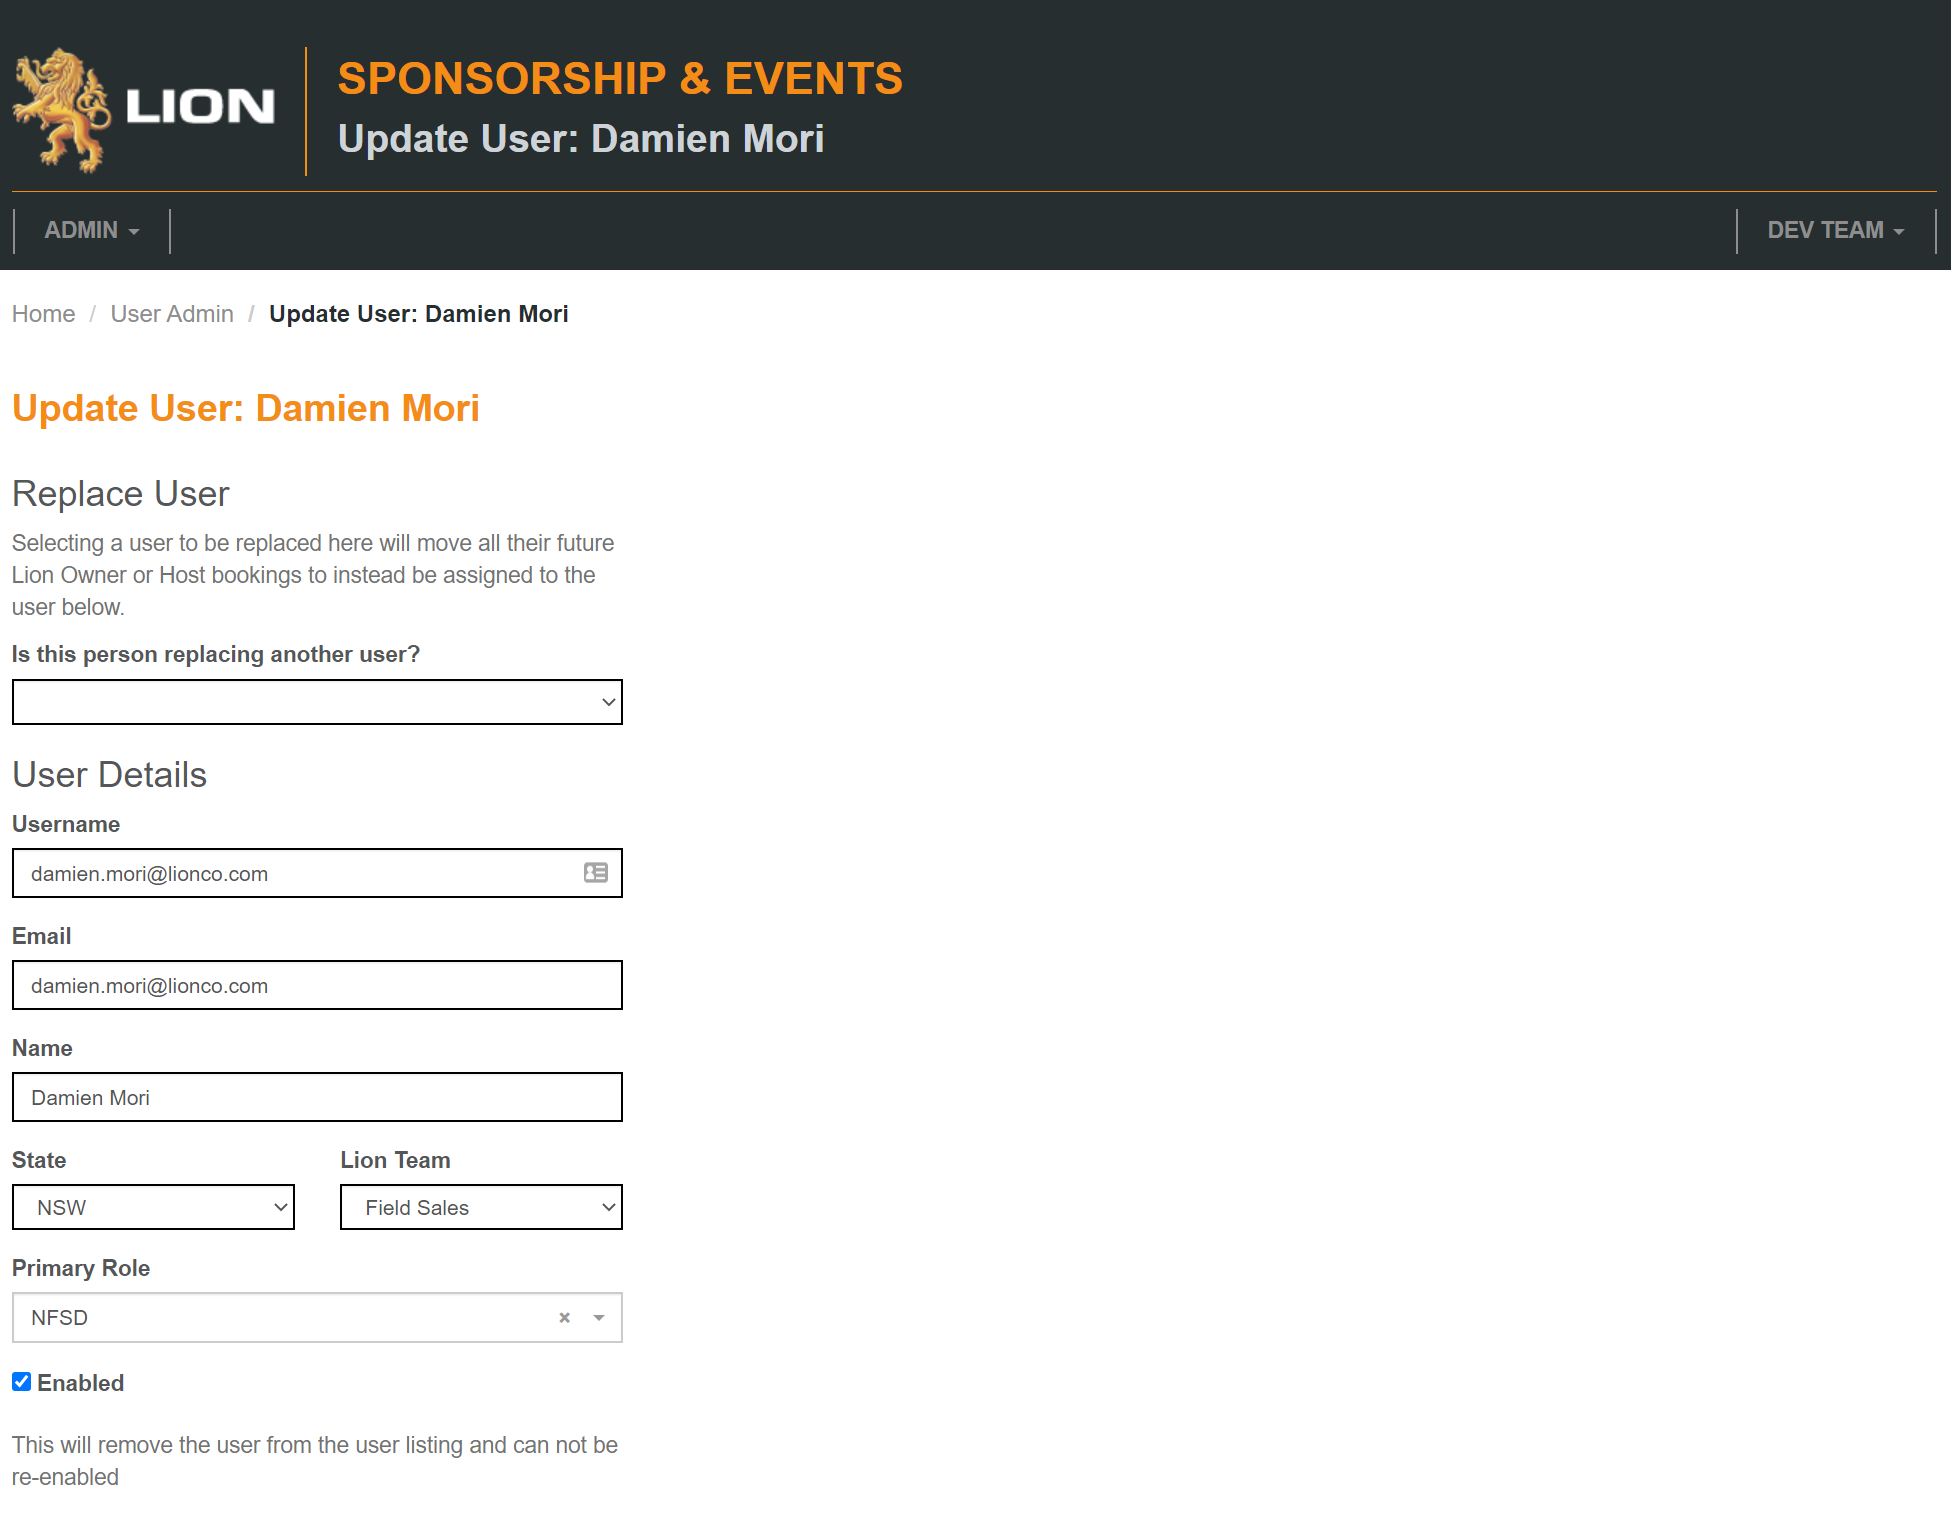 LION
SPONSORSHIP & EVENTS
Update User: Damien Mori
ADMIN
DEV TEAM
Home / User Admin / Update User: Damien Mori
Update User: Damien Mori
Replace User
Selecting a user to be replaced here will move all their future
Lion Owner or Host bookings to instead be assigned to the
user below.
Is this person replacing another user?
User Details
Username
damien.mori@lionco.com
Email
damien.mori@lionco.com
Name
Damien Mori
State
Lion Team
NSW
Field Sales
Primary Role
NFSD
Enabled
This will remove the user from the user listing and can not be
re-enabled